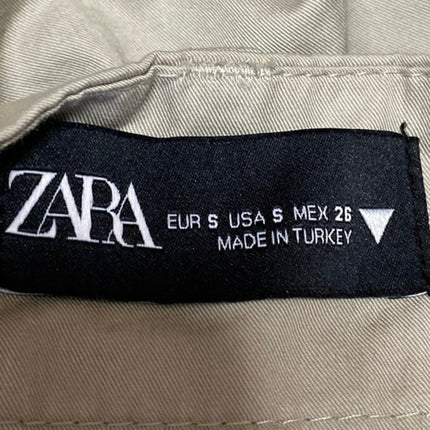 ZARA
EUR S USA S MEX 26
MADE IN TURKEY